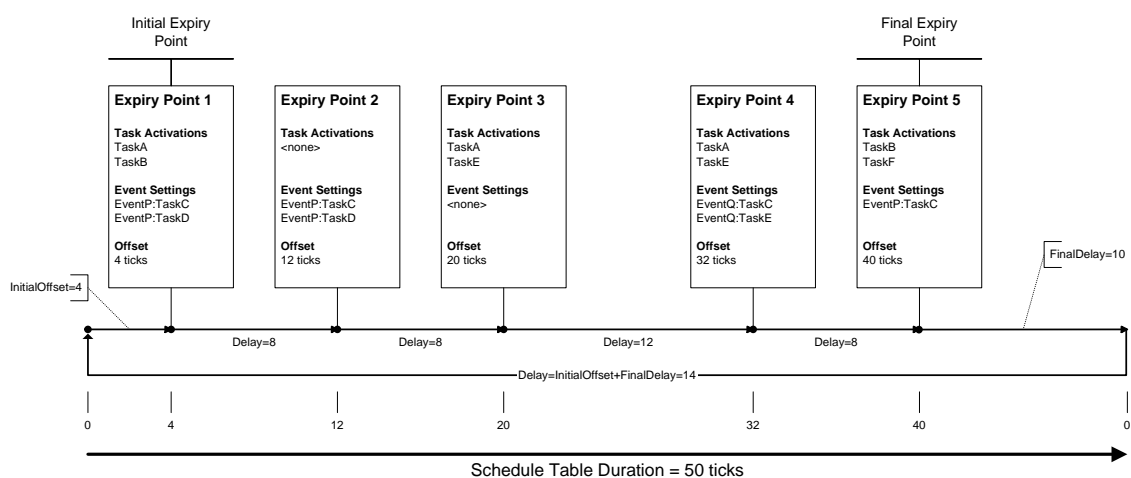 Initial Expiry
Point
Final Expiry
Point
Expiry Point 1
Task Activations
TaskA
TaskB
Event Settings
EventP:TaskC
EventP:TaskD
Offset
4 ticks
Expiry Point 2
Task Activations
<none>
Event Settings
EventP:TaskC
EventP:TaskD
Offset
12 ticks
Expiry Point 3
Task Activations
TaskA
TaskE
Event Settings
<none>
Offset
20 ticks
Expiry Point 4
Task Activations
TaskA
TaskE
Event Settings
EventQ:TaskC
EventQ:TaskE
Offset
32 ticks
Expiry Point 5
Task Activations
TaskB
TaskF
Event Settings
EventP:TaskC
Offset
40 ticks
InitialOffset=4
FinalDelay=10
Delay=8
Delay=8
Delay=12
Delay=8
Delay=InitialOffset+FinalDelay=14
0
4
12
20
32
40
0
Schedule Table Duration = 50 ticks